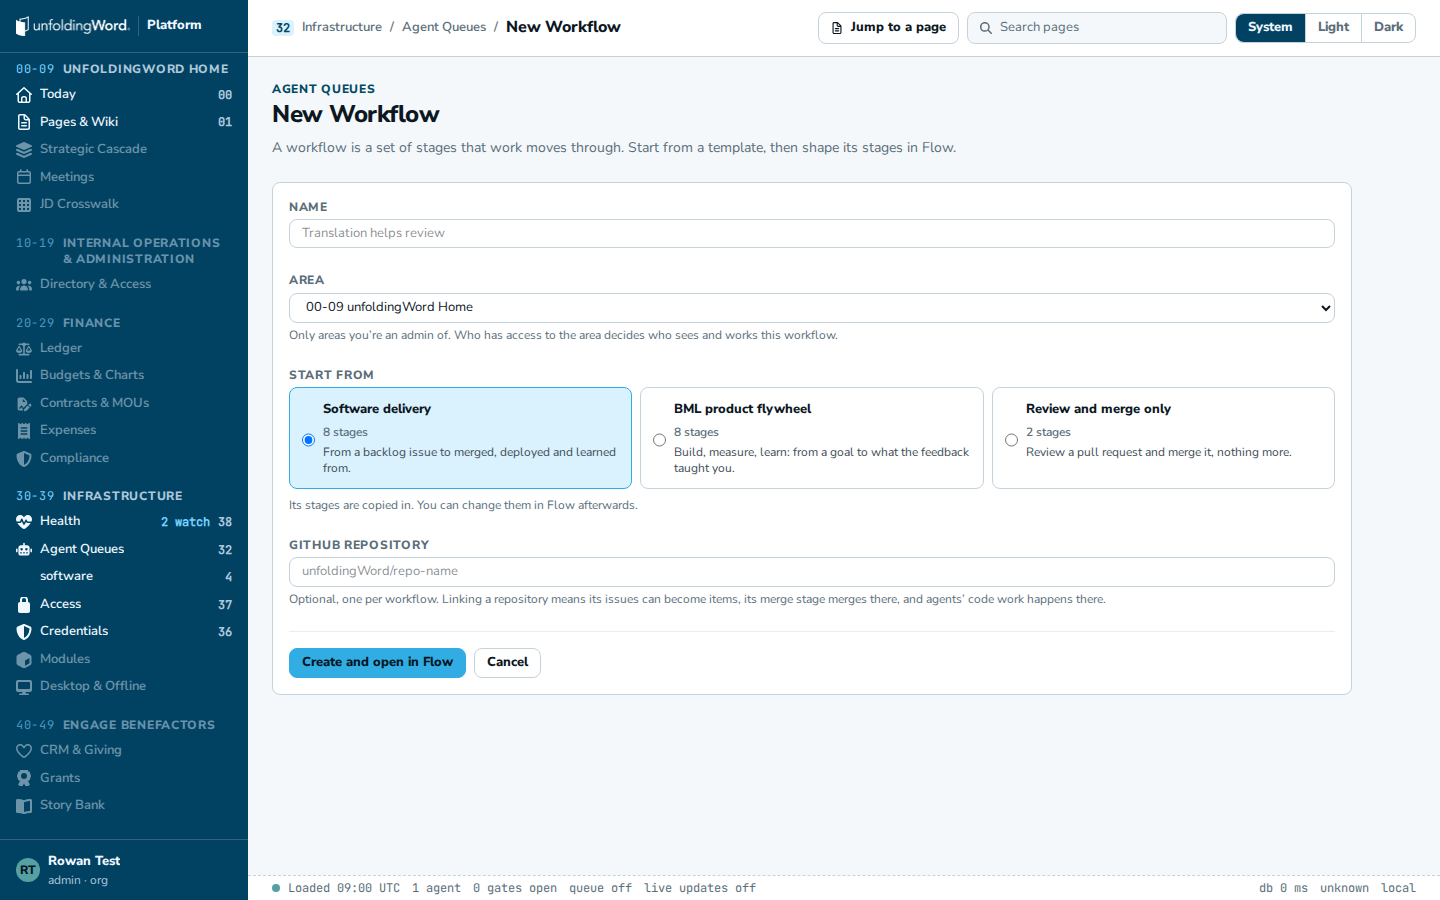 unfoldingWord Platform
00-09 UNFOLDINGWORD HOME
Today 00
Pages & Wiki 01
Strategic Cascade
Meetings
JD Crosswalk
10-19 INTERNAL OPERATIONS
& ADMINISTRATION
Directory & Access
20-29 FINANCE
Ledger
Budgets & Charts
Contracts & MOUs
Expenses
Compliance
30-39 INFRASTRUCTURE
Health 2 watch 38
Agent Queues 32
software 4
Access 37
Credentials 36
Modules
Desktop & Offline
40-49 ENGAGE BENEFACTORS
CRM & Giving
Grants
Story Bank
RT Rowan Test
admin · org
32 Infrastructure / Agent Queues / New Workflow
Jump to a page
Search pages
System Light Dark
AGENT QUEUES
New Workflow
A workflow is a set of stages that work moves through. Start from a template, then shape its stages in Flow.
NAME
Translation helps review
AREA
00-09 unfoldingWord Home
Only areas you’re an admin of. Who has access to the area decides who sees and works this workflow.
START FROM
Software delivery
8 stages
From a backlog issue to merged, deployed and learned
from.
BML product flywheel
8 stages
Build, measure, learn: from a goal to what the feedback
taught you.
Review and merge only
2 stages
Review a pull request and merge it, nothing more.
Its stages are copied in. You can change them in Flow afterwards.
GITHUB REPOSITORY
unfoldingWord/repo-name
Optional, one per workflow. Linking a repository means its issues can become items, its merge stage merges there, and agents’ code work happens there.
Create and open in Flow Cancel
Loaded 09:00 UTC 1 agent 0 gates open queue off live updates off
db 0 ms unknown local